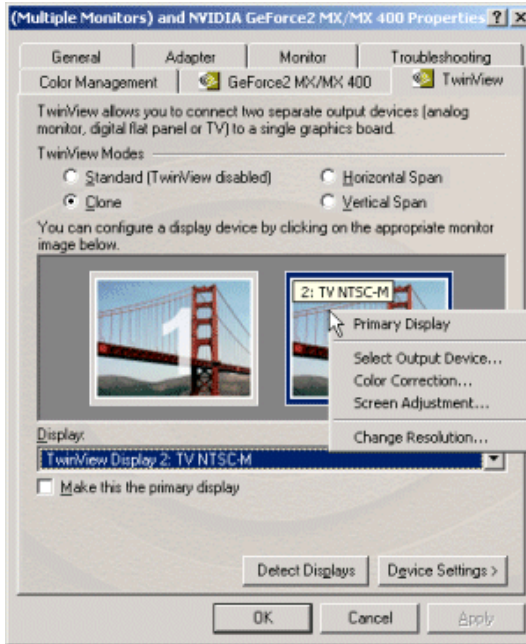 (Multiple Monitors) and NVIDIA GeForce2 MX/MX 400 Properties
General Adapter Monitor Troubleshooting
Color Management GeForce2 MX/MX 400 TwinView
TwinView allows you to connect two separate output devices (analog
monitor, digital flat panel or TV) to a single graphics board.
TwinView Modes
Standard (TwinView disabled) Horizontal Span
Clone Vertical Span
You can configure a display device by clicking on the appropriate monitor
image below.
1
2: TV NTSC-M
Primary Display
Select Output Device...
Color Correction...
Screen Adjustment...
Change Resolution...
Display:
TwinView Display 2: TV NTSC-M
Make this the primary display
Detect Displays Device Settings >
OK Cancel Apply